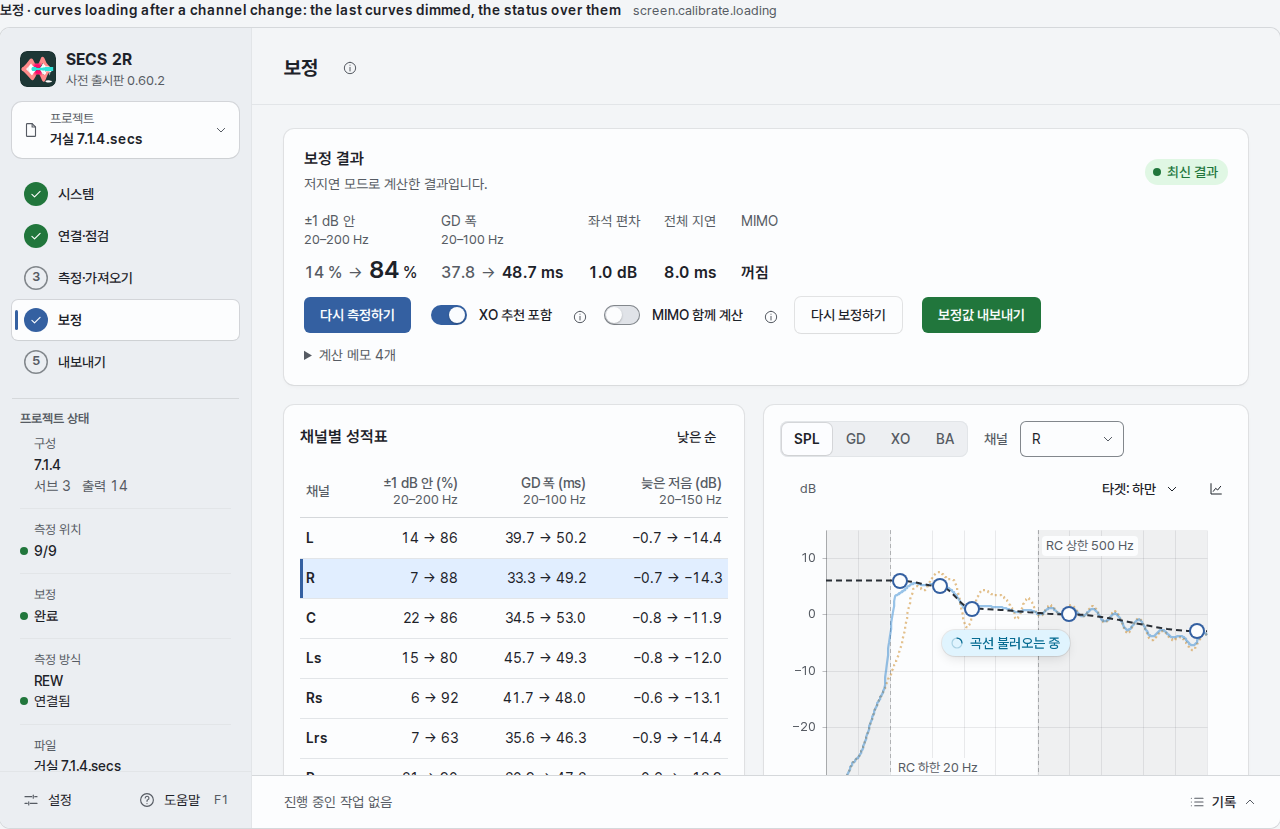 보정 · curves loading after a channel change: the last curves dimmed, the status over them screen.calibrate.loading
SECS 2R
사전 출시판 0.60.2
프로젝트
거실 7.1.4.secs
시스템
연결·점검
3 측정·가져오기
보정
5 내보내기
프로젝트 상태
구성
7.1.4
서브 3 출력 14
측정 위치
9/9
보정
완료
측정 방식
REW
연결됨
파일
거실 7.1.4.secs
설정 도움말 F1
보정
보정 결과
저지연 모드로 계산한 결과입니다.
최신 결과
±1 dB 안 GD 폭 좌석 편차 전체 지연 MIMO
20–200 Hz 20–100 Hz
14 % → 84 % 37.8 → 48.7 ms 1.0 dB 8.0 ms 꺼짐
다시 측정하기 XO 추천 포함 MIMO 함께 계산 다시 보정하기 보정값 내보내기
▶ 계산 메모 4개
채널별 성적표 낮은 순
채널 ±1 dB 안 (%) GD 폭 (ms) 늦은 저음 (dB)
20–200 Hz 20–100 Hz 20–150 Hz
L 14 → 86 39.7 → 50.2 −0.7 → −14.4
R 7 → 88 33.3 → 49.2 −0.7 → −14.3
C 22 → 86 34.5 → 53.0 −0.8 → −11.9
Ls 15 → 80 45.7 → 49.3 −0.8 → −12.0
Rs 6 → 92 41.7 → 48.0 −0.6 → −13.1
Lrs 7 → 63 35.6 → 46.3 −0.9 → −14.4
SPL GD XO BA 채널 R
dB 타겟: 하만
RC 상한 500 Hz
10
0
곡선 불러오는 중
−10
−20
RC 하한 20 Hz
진행 중인 작업 없음 기록